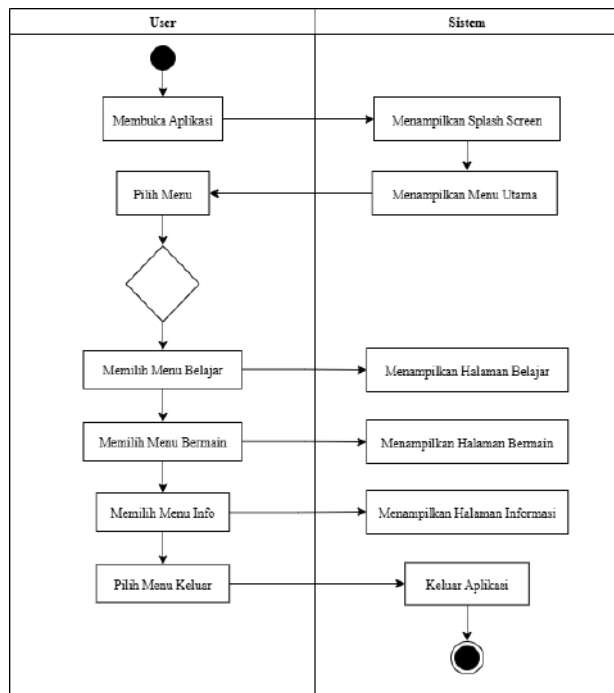 User
Sistem
Membuka Aplikasi
Menampilkan Splash Screen
Pilih Menu
Menampilkan Menu Utama
Memilih Menu Belajar
Menampilkan Halaman Belajar
Memilih Menu Bermain
Menampilkan Halaman Bermain
Memilih Menu Info
Menampilkan Halaman Informasi
Pilih Menu Keluar
Keluar Aplikasi